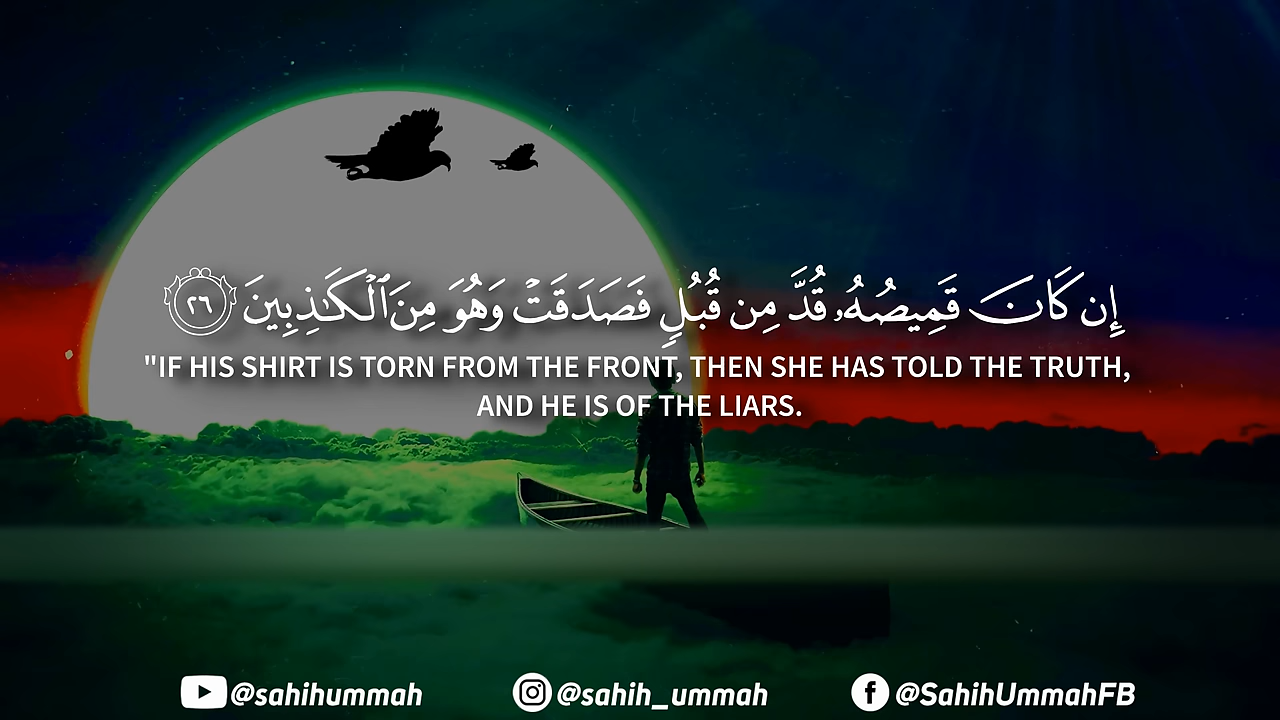 إِن كَانَ قَمِيصُهُۥ قُدَّ مِن قُبُلٍ فَصَدَقَتْ وَهُوَ مِنَ ٱلْكَـٰذِبِينَ ٢٦
"IF HIS SHIRT IS TORN FROM THE FRONT, THEN SHE HAS TOLD THE TRUTH,
AND HE IS OF THE LIARS.
@sahihummah @sahih_ummah @SahihUmmahFB